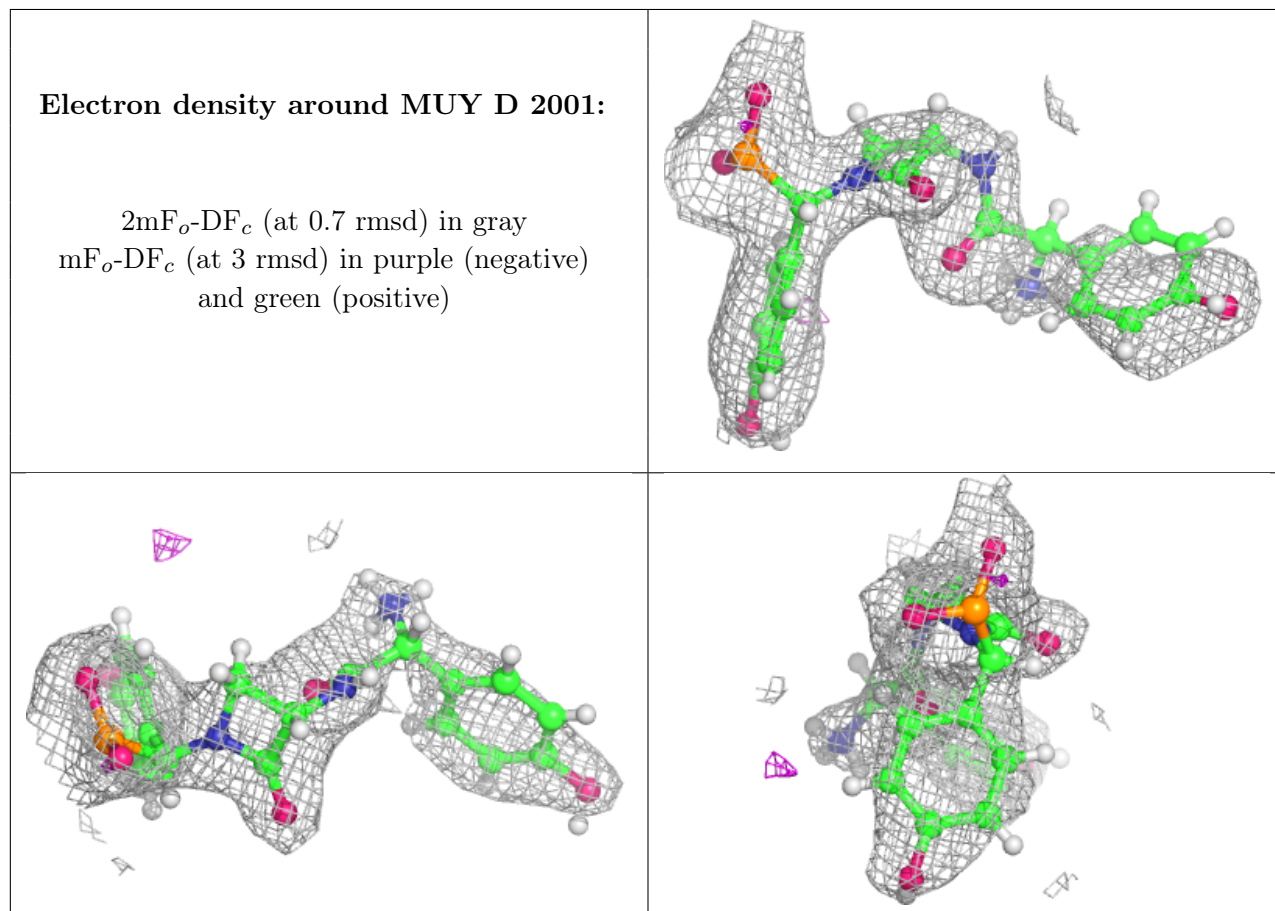 Electron density around MUY D 2001:
2mFo-DFc (at 0.7 rmsd) in gray
mFo-DFc (at 3 rmsd) in purple (negative)
and green (positive)